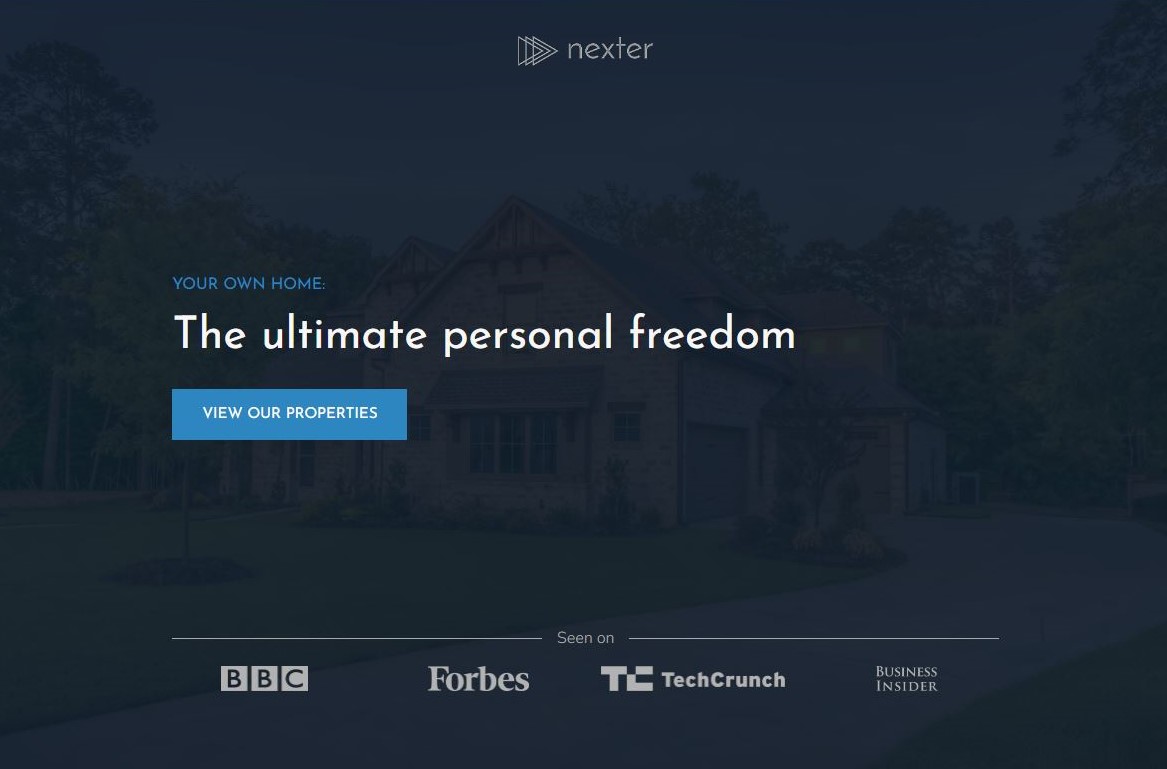 nexter
YOUR OWN HOME:
The ultimate personal freedom
VIEW OUR PROPERTIES
Seen on
BBC
Forbes
TC TechCrunch
BUSINESS
INSIDER